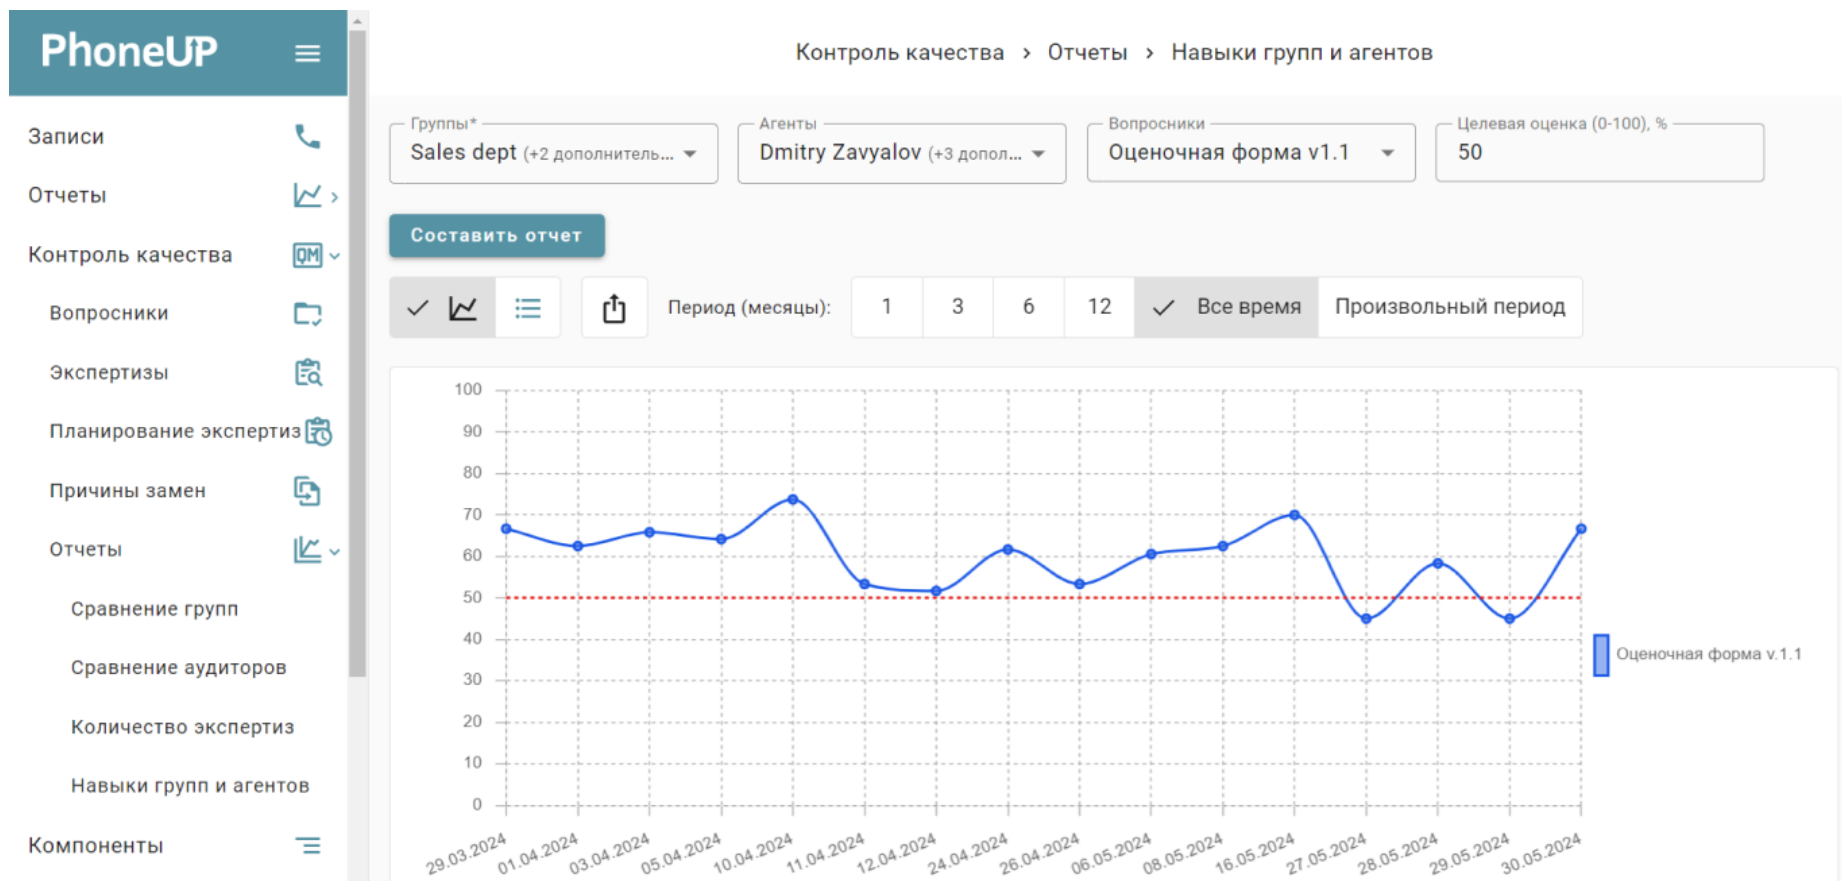 PhoneUP
Контроль качества › Отчеты › Навыки групп и агентов
Записи
Отчеты
Контроль качества
QM
Вопросники
Экспертизы
Планирование экспертиз
Причины замен
Отчеты
Сравнение групп
Сравнение аудиторов
Количество экспертиз
Навыки групп и агентов
Компоненты
Группы*
Sales dept (+2 дополнитель...
Агенты
Dmitry Zavyalov (+3 допол...
Вопросники
Оценочная форма v1.1
Целевая оценка (0-100), %
50
Составить отчет
Период (месяцы):
1
3
6
12
Все время
Произвольный период
100
90
80
70
60
50
40
30
20
10
0
29.03.2024
01.04.2024
03.04.2024
05.04.2024
10.04.2024
11.04.2024
12.04.2024
24.04.2024
26.04.2024
06.05.2024
08.05.2024
16.05.2024
27.05.2024
28.05.2024
29.05.2024
30.05.2024
Оценочная форма v.1.1